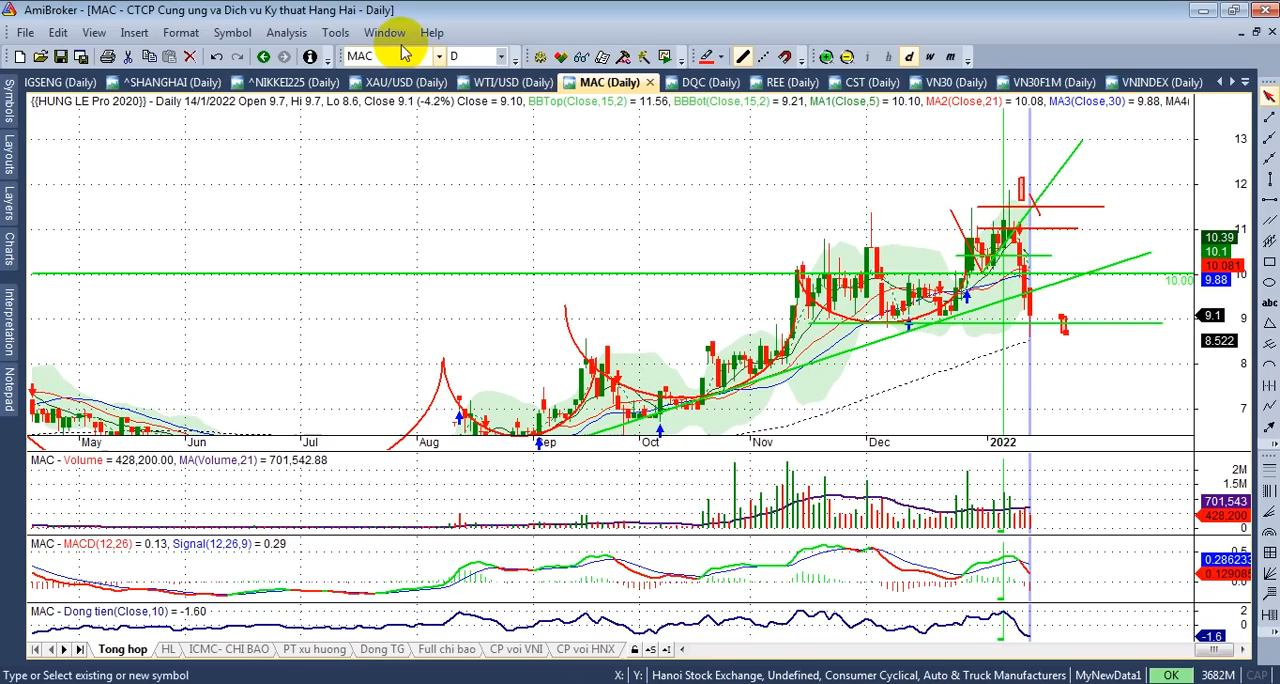 AmiBroker - [MAC - CTCP Cung ung va Dich vu Ky thuat Hang Hai - Daily]
File Edit View Insert Format Symbol Analysis Tools Window Help
MAC D i h d w m
IGSENG (Daily) ^SHANGHAI (Daily) ^NIKKEI225 (Daily) XAU/USD (Daily) WTI/USD (Daily) MAC (Daily) DQC (Daily) REE (Daily) CST (Daily) VN30 (Daily) VN30F1M (Daily) VNINDEX (Daily)
{{HUNG LE Pro 2020}} - Daily 14/1/2022 Open 9.7, Hi 9.7, Lo 8.6, Close 9.1 (-4.2%) Close = 9.10, BBTop(Close,15,2) = 11.56, BBBot(Close,15,2) = 9.21, MA1(Close,5) = 10.10, MA2(Close,21) = 10.08, MA3(Close,30) = 9.88, MA4(
Symbols
Layouts
Layers
Charts
Interpretation
Notepad
abc
13
12
11
10.39
10.1
10.081
10
9.88
10.00
9.1
9
8.522
8
7
May Jun Jul Aug Sep Oct Nov Dec 2022
MAC - Volume = 428,200.00, MA(Volume,21) = 701,542.88
2M
1.5M
701,543
428,200
0
MAC - MACD(12,26) = 0.13, Signal(12,26,9) = 0.29
0.5
0.286233
0.129089
0.0
MAC - Dong tien(Close,10) = -1.60
2
0
-1.6
Tong hop HL ICMC- CHI BAO PT xu huong Dong TG Full chi bao CP voi VNI CP voi HNX
Type or Select existing or new symbol X: Y: Hanoi Stock Exchange, Undefined, Consumer Cyclical, Auto & Truck Manufacturers MyNewData1 OK 3682M CAP